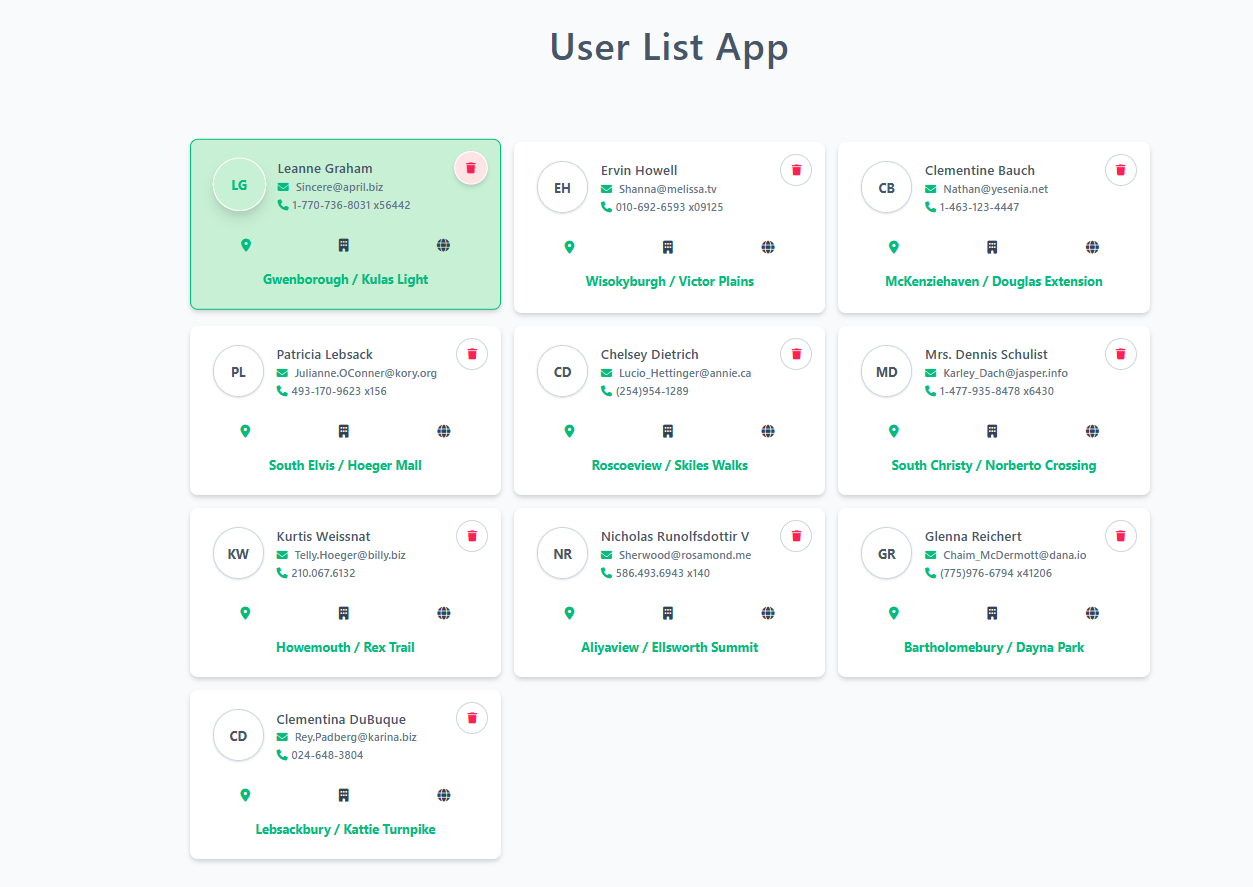 User List App
LG
Leanne Graham
Sincere@april.biz
1-770-736-8031 x56442
Gwenborough / Kulas Light
EH
Ervin Howell
Shanna@melissa.tv
010-692-6593 x09125
Wisokyburgh / Victor Plains
CB
Clementine Bauch
Nathan@yesenia.net
1-463-123-4447
McKenziehaven / Douglas Extension
PL
Patricia Lebsack
Julianne.OConner@kory.org
493-170-9623 x156
South Elvis / Hoeger Mall
CD
Chelsey Dietrich
Lucio_Hettinger@annie.ca
(254)954-1289
Roscoeview / Skiles Walks
MD
Mrs. Dennis Schulist
Karley_Dach@jasper.info
1-477-935-8478 x6430
South Christy / Norberto Crossing
KW
Kurtis Weissnat
Telly.Hoeger@billy.biz
210.067.6132
Howemouth / Rex Trail
NR
Nicholas Runolfsdottir V
Sherwood@rosamond.me
586.493.6943 x140
Aliyaview / Ellsworth Summit
GR
Glenna Reichert
Chaim_McDermott@dana.io
(775)976-6794 x41206
Bartholomebury / Dayna Park
CD
Clementina DuBuque
Rey.Padberg@karina.biz
024-648-3804
Lebsackbury / Kattie Turnpike